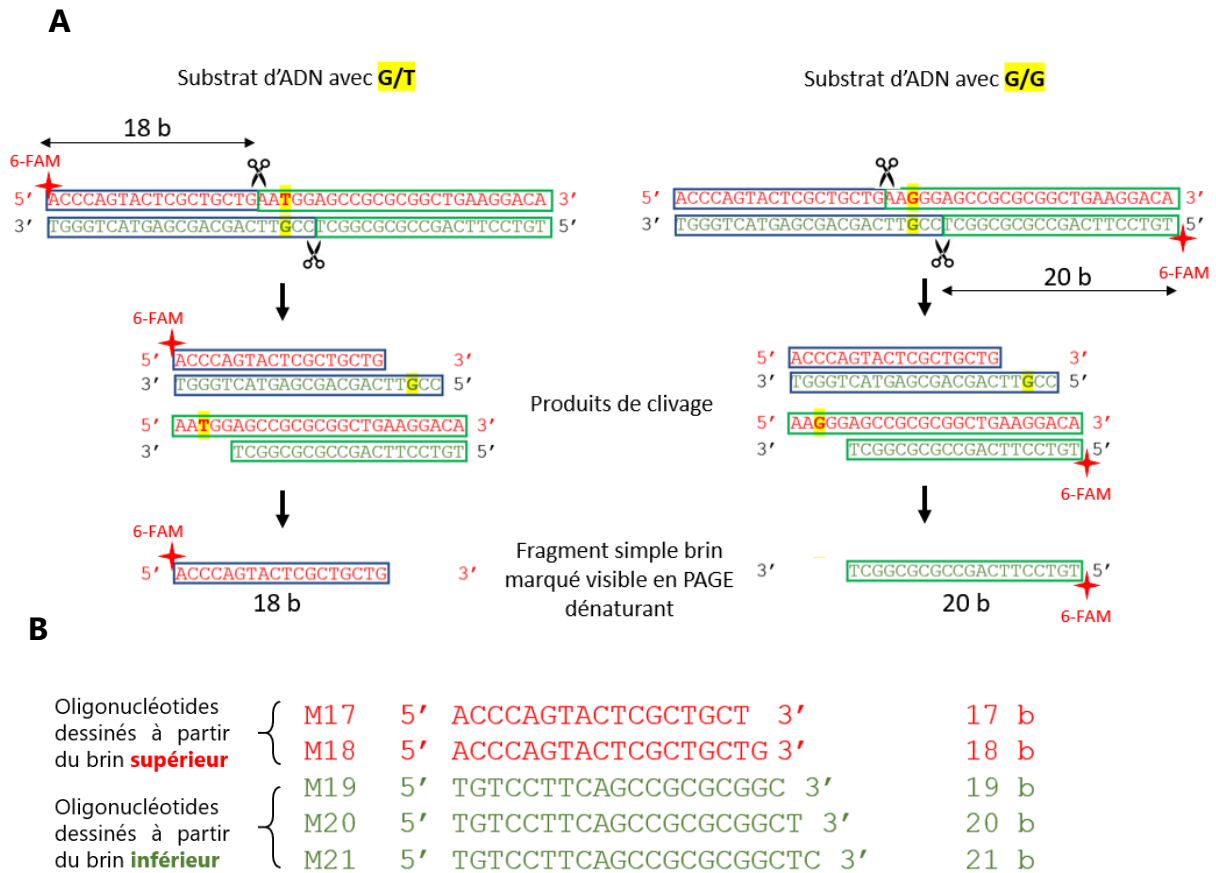 A
Substrat d’ADN avec G/T
Substrat d’ADN avec G/G
18 b
6-FAM
5’ ACCCAGTACTCGCTGCTGAATGGAGCCGCGCGGCTGAAGGACA 3’
3’ TGGGTCATGAGCGACGACTTGCCTCGGCGCGCCGACTTCCTGT 5’
5’ ACCCAGTACTCGCTGCTGAAGGGAGCCGCGCGGCTGAAGGACA 3’
3’ TGGGTCATGAGCGACGACTTGCCTCGGCGCGCCGACTTCCTGT 5’
6-FAM
20 b
6-FAM
5’ ACCCAGTACTCGCTGCTG 3’
3’ TGGGTCATGAGCGACGACTTGCC 5’
AATGGAGCCGCGCGGCTGAAGGACA 3’
3’ TCGGCGCGCCGACTTCCTGT 5’
Produits de clivage
5’ ACCCAGTACTCGCTGCTG 3’
3’ TGGGTCATGAGCGACGACTTGCC 5’
AAGGGAGCCGCGCGGCTGAAGGACA 3’
3’ TCGGCGCGCCGACTTCCTGT 5’
6-FAM
6-FAM
5’ ACCCAGTACTCGCTGCTG 3’
18 b
Fragment simple brin
marqué visible en PAGE
dénaturant
3’ TCGGCGCGCCGACTTCCTGT 5’
20 b
6-FAM
B
Oligonucléotides
dessinés à partir
du brin supérieur
M17 5’ ACCCAGTACTCGCTGCT 3’ 17 b
M18 5’ ACCCAGTACTCGCTGCTG 3’ 18 b
Oligonucléotides
dessinés à partir
du brin inférieur
M19 5’ TGTCCTTCAGCCGCGCGGC 3’ 19 b
M20 5’ TGTCCTTCAGCCGCGCGGCT 3’ 20 b
M21 5’ TGTCCTTCAGCCGCGCGGCTC 3’ 21 b